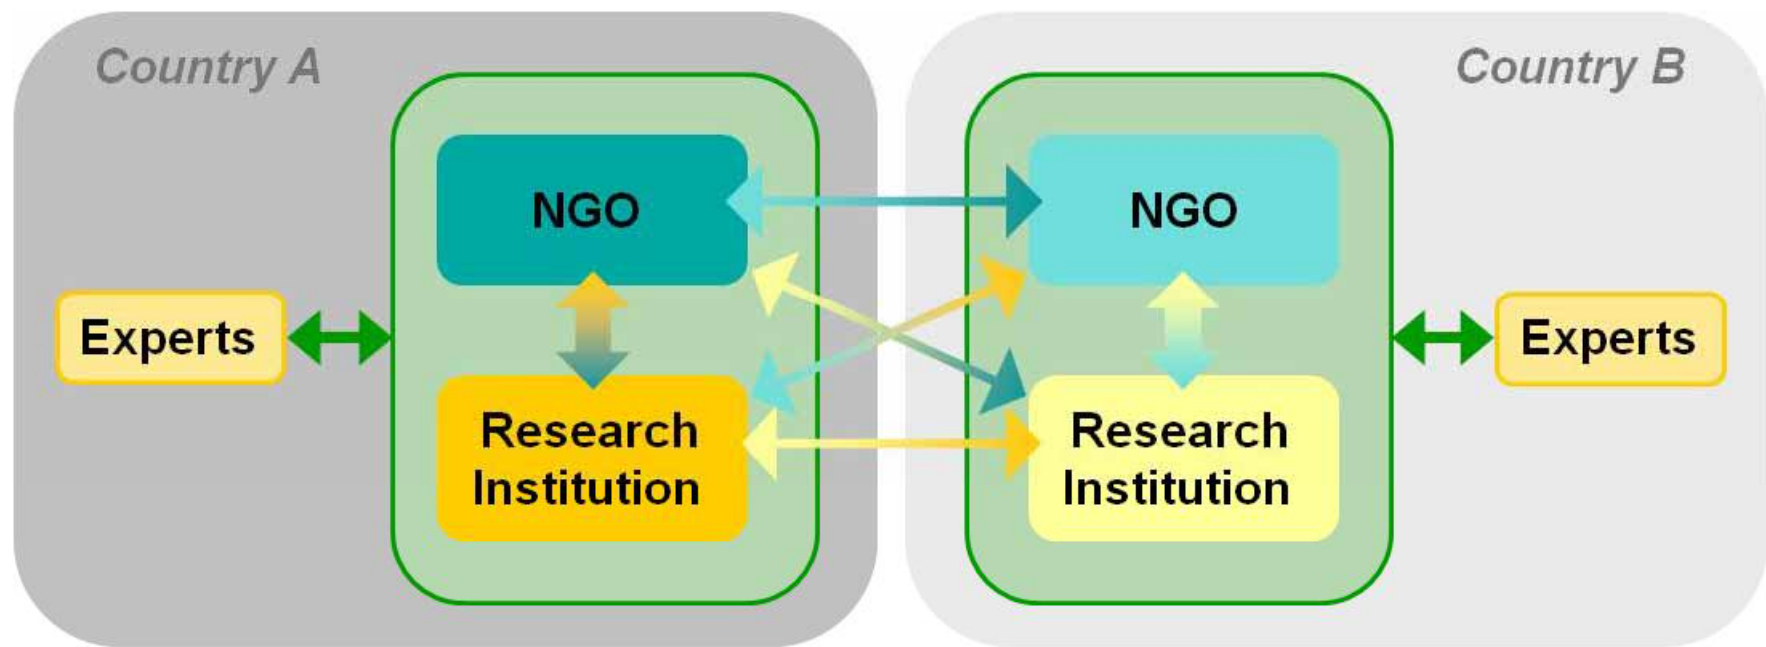 Country A
Country B
NGO
NGO
Experts
Experts
Research
Institution
Research
Institution